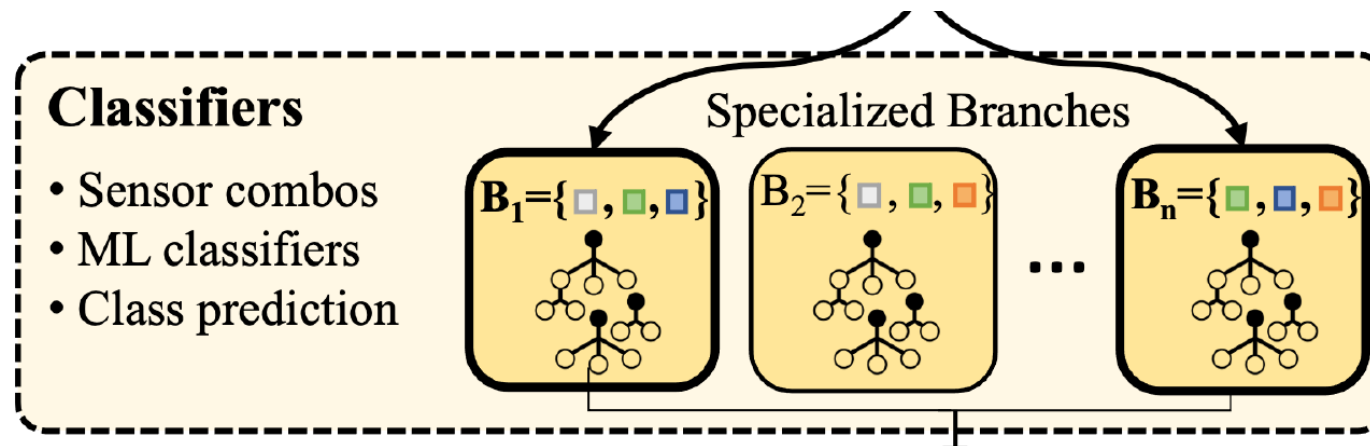 Classifiers
• Sensor combos
• ML classifiers
• Class prediction
Specialized Branches
B₁={ , , }
B₂={ , , }
...
Bₙ={ , , }